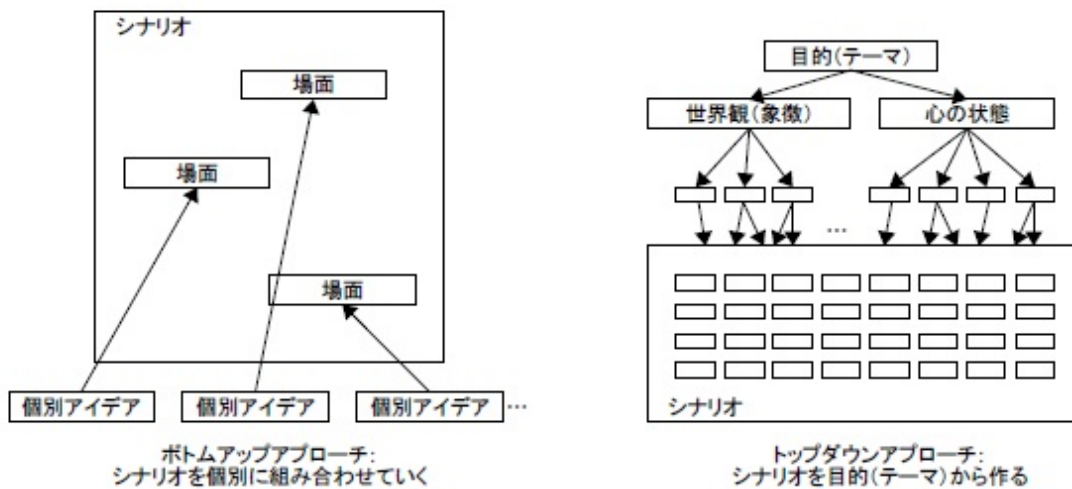 シナリオ
場面
場面
場面
個別アイデア
個別アイデア
個別アイデア
…
ボトムアップアプローチ:
シナリオを個別に組み合わせていく
目的(テーマ)
世界観(象徴)
心の状態
…
シナリオ
トップダウンアプローチ:
シナリオを目的(テーマ)から作る